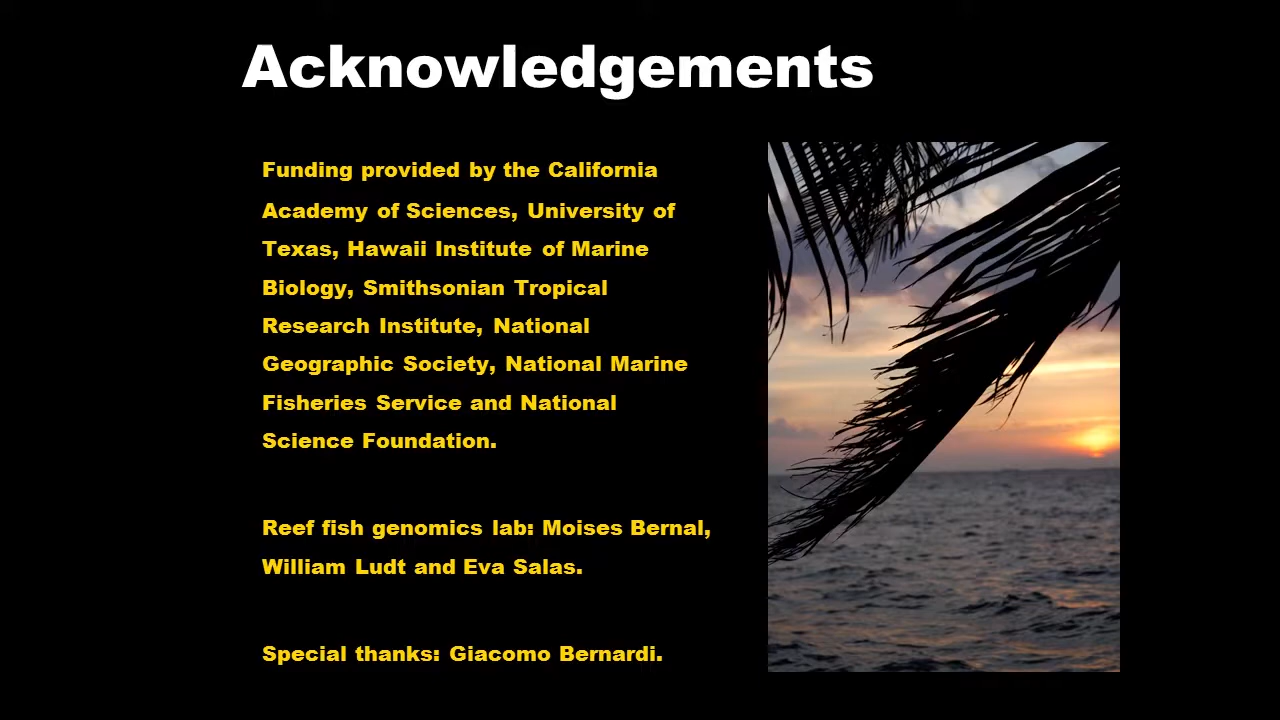 Acknowledgements
Funding provided by the California
Academy of Sciences, University of
Texas, Hawaii Institute of Marine
Biology, Smithsonian Tropical
Research Institute, National
Geographic Society, National Marine
Fisheries Service and National
Science Foundation.
Reef fish genomics lab: Moises Bernal,
William Ludt and Eva Salas.
Special thanks: Giacomo Bernardi.